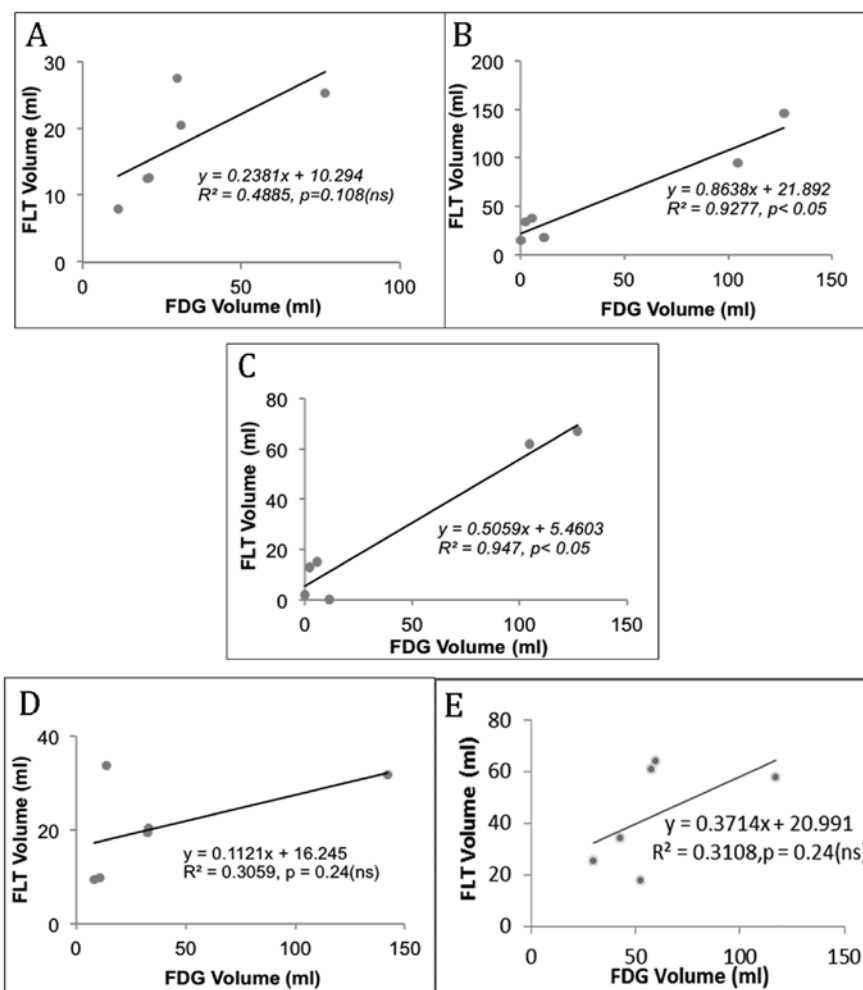 A
FLT Volume (ml)
30
20
10
0
y = 0.2381x + 10.294
R² = 0.4885, p=0.108(ns)
0 50 100
FDG Volume (ml)
B
FLT Volume (ml)
200
150
100
50
0
y = 0.8638x + 21.892
R² = 0.9277, p< 0.05
0 50 100 150
FDG Volume (ml)
C
FLT Volume (ml)
80
60
40
20
0
y = 0.5059x + 5.4603
R² = 0.947, p< 0.05
0 50 100 150
FDG Volume (ml)
D
FLT Volume (ml)
40
20
0
y = 0.1121x + 16.245
R² = 0.3059, p = 0.24(ns)
0 50 100 150
FDG Volume (ml)
E
FLT Volume (ml)
80
60
40
20
0
y = 0.3714x + 20.991
R² = 0.3108,p = 0.24(ns)
0 50 100 150
FDG Volume (ml)